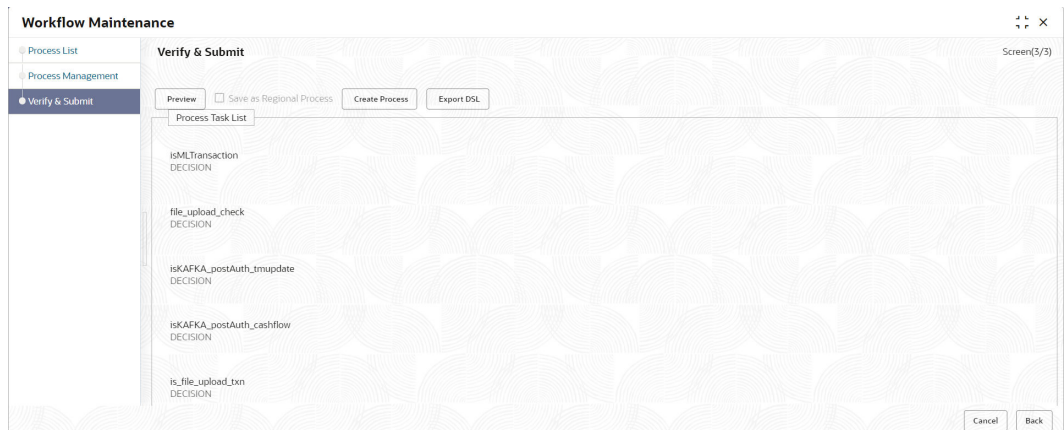 Workflow Maintenance
Process List
Process Management
Verify & Submit
Verify & Submit
Screen(3/3)
Preview
Save as Regional Process
Create Process
Export DSL
Process Task List
isMLTransaction
DECISION
file_upload_check
DECISION
isKAFKA_postAuth_tmupdate
DECISION
isKAFKA_postAuth_cashflow
DECISION
is_file_upload_txn
DECISION
Cancel
Back